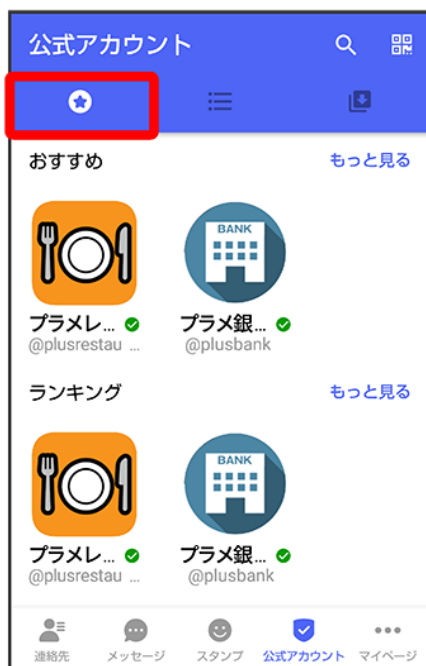 公式アカウント
おすすめ
もっと見る
BANK
プラメレ... プラメ銀...
@plusrestau ... @plusbank
ランキング
もっと見る
BANK
プラメレ... プラメ銀...
@plusrestau ... @plusbank
連絡先 メッセージ スタンプ 公式アカウント マイページ